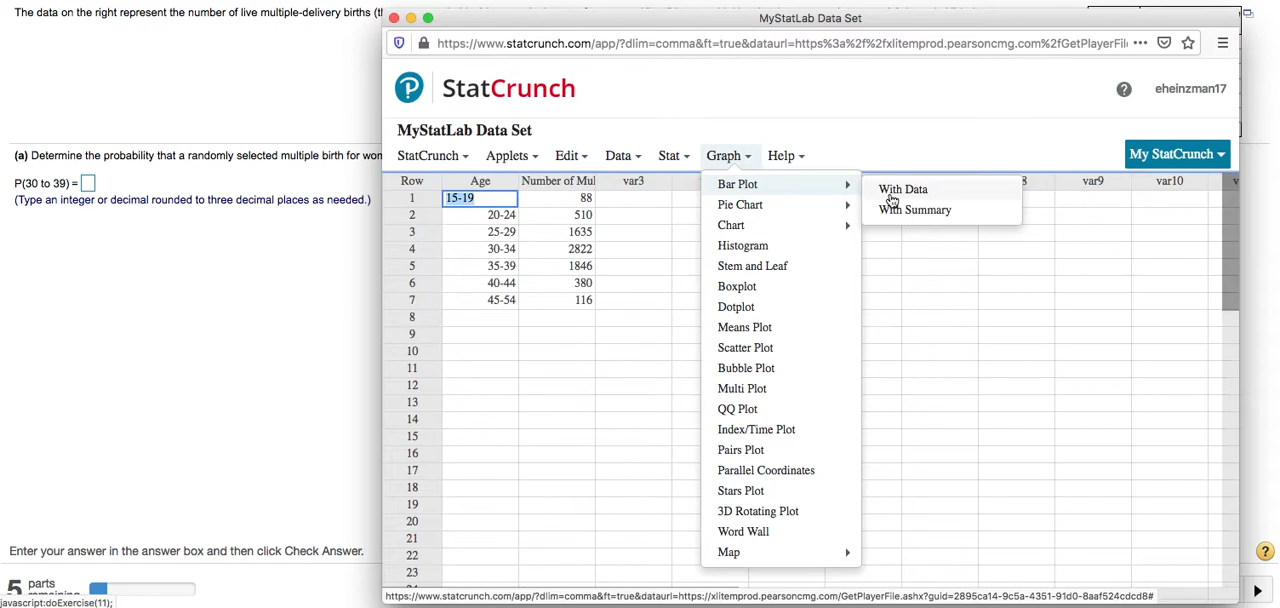 The data on the right represent the number of live multiple-delivery births (th
MyStatLab Data Set
https://www.statcrunch.com/app/?dlim=comma&ft=true&dataurl=https%3a%2f%2fxlitemprod.pearsoncmg.com%2fGetPlayerFil
StatCrunch
eheinzman17
MyStatLab Data Set
StatCrunch Applets Edit Data Stat Graph Help
My StatCrunch
(a) Determine the probability that a randomly selected multiple birth for wom
P(30 to 39) =
(Type an integer or decimal rounded to three decimal places as needed.)
Row Age Number of Mul var3 8 var9 var10 v
1 15-19 88
2 20-24 510
3 25-29 1635
4 30-34 2822
5 35-39 1846
6 40-44 380
7 45-54 116
8
9
10
11
12
13
14
15
16
17
18
19
20
21
22
23
Bar Plot
Pie Chart
Chart
Histogram
Stem and Leaf
Boxplot
Dotplot
Means Plot
Scatter Plot
Bubble Plot
Multi Plot
QQ Plot
Index/Time Plot
Pairs Plot
Parallel Coordinates
Stars Plot
3D Rotating Plot
Word Wall
Map
With Data
With Summary
Enter your answer in the answer box and then click Check Answer.
5 parts
remaining
javascript:doExercise(11);
https://www.statcrunch.com/app/?dlim=comma&ft=true&dataurl=https://xlitemprod.pearsoncmg.com/GetPlayerFile.ashx?guid=2895ca14-9c5a-4351-91d0-8aaf524cdcd8#